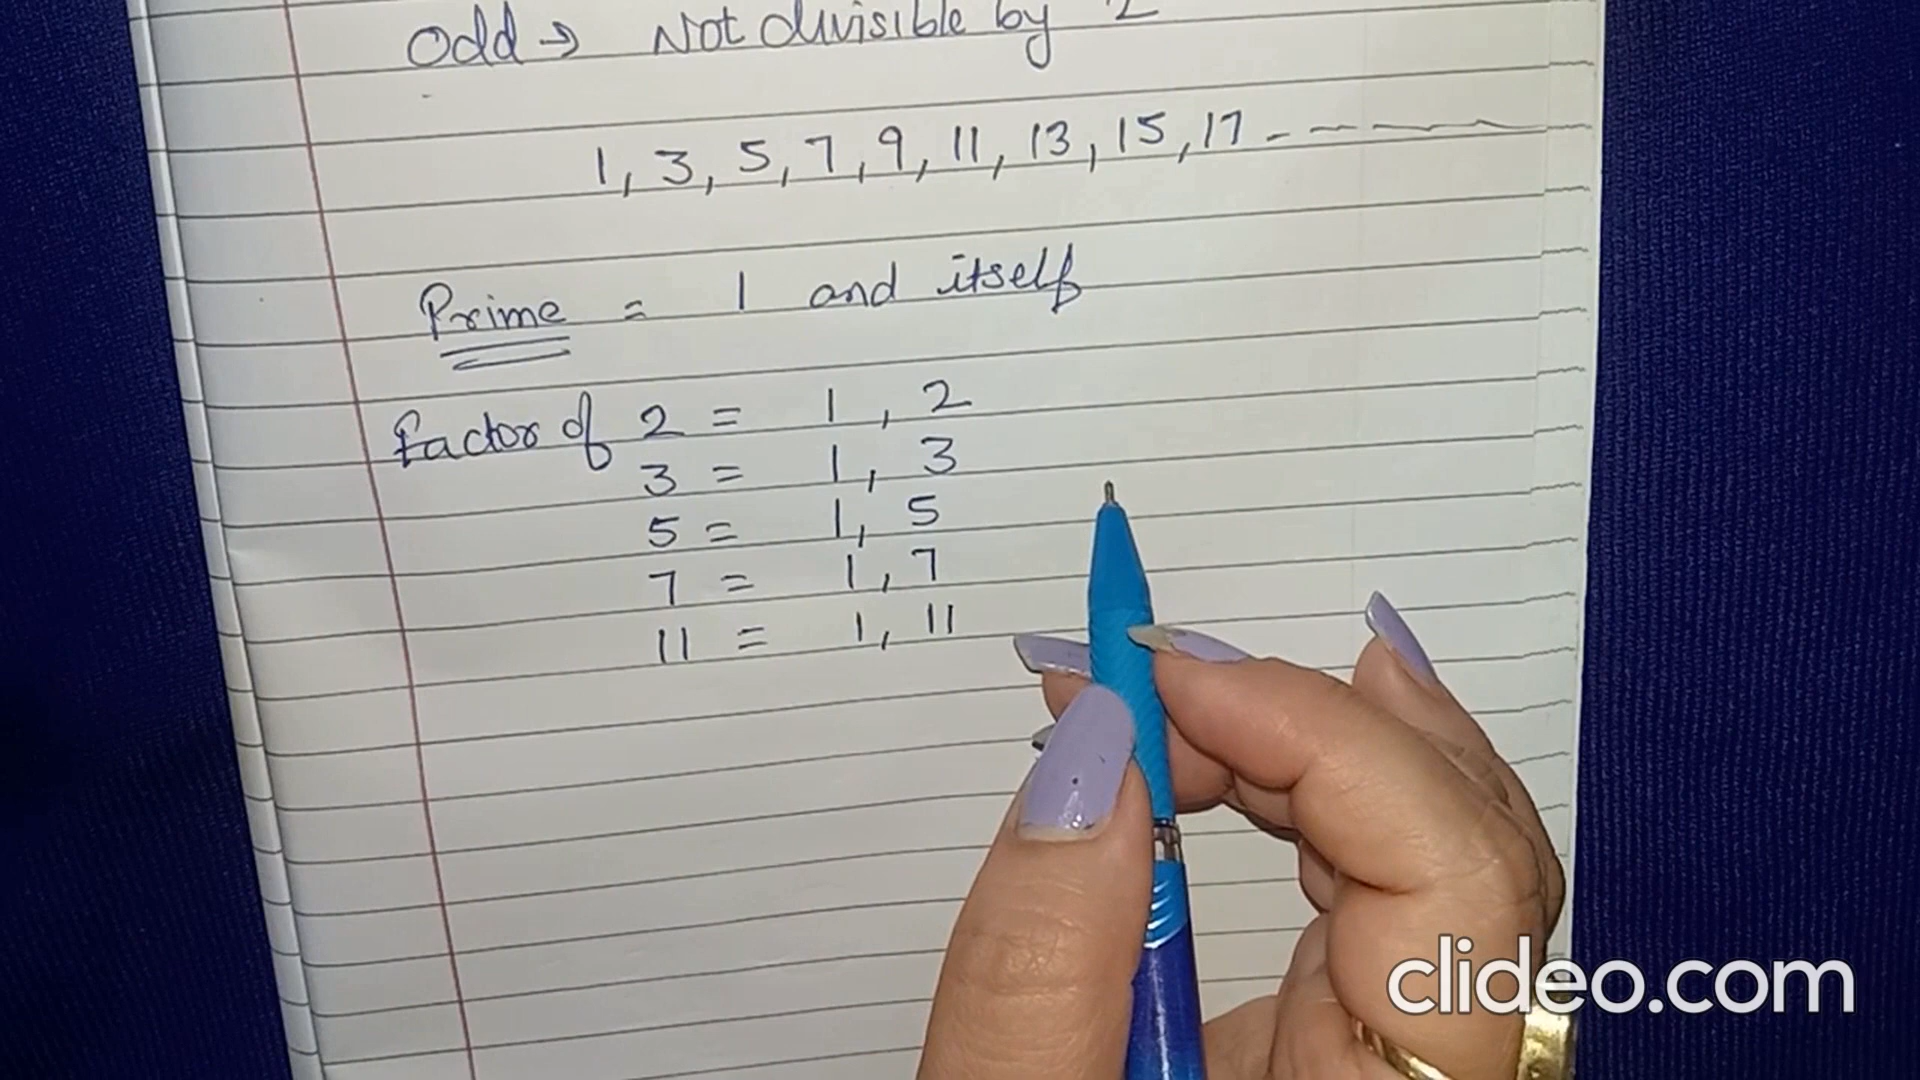 Odd → Not divisible by 2
1, 3, 5, 7, 9, 11, 13, 15, 17 - - - - -
Prime = 1 and itself
Factor of 2 = 1, 2
3 = 1, 3
5 = 1, 5
7 = 1, 7
11 = 1, 11
clideo.com